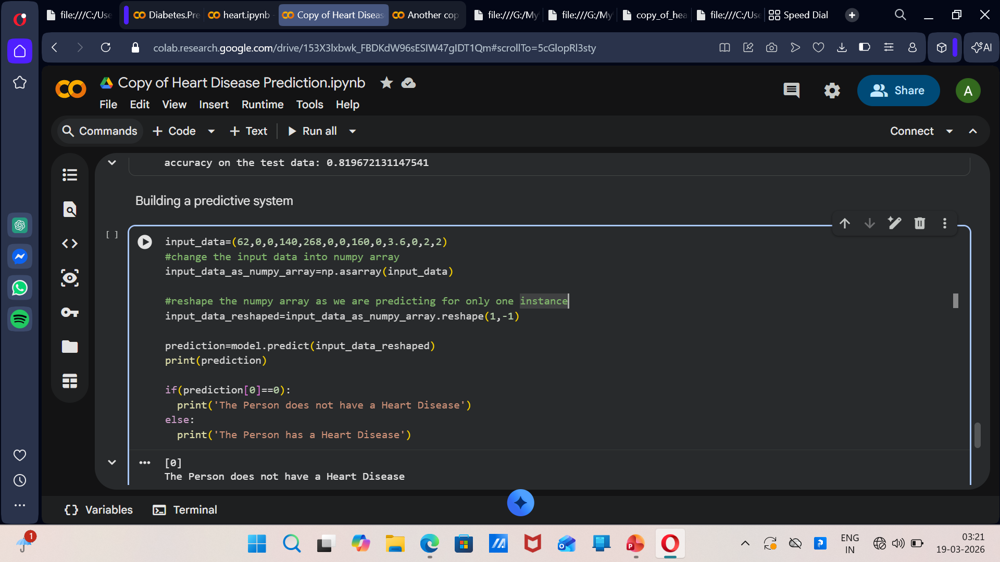 file:///C:/Use
Diabetes.Pre
heart.ipynb
Copy of Heart Diseas
Another cop
file:///G:/My
file:///G:/My
copy_of_hea
file:///C:/Use
Speed Dial
colab.research.google.com/drive/153X3lxbwk_FBDKdW96sESIW47gIDT1Qm#scrollTo=5cGlopRl3sty
AI
Copy of Heart Disease Prediction.ipynb
File Edit View Insert Runtime Tools Help
Share
A
Commands + Code + Text Run all
Connect
accuracy on the test data: 0.819672131147541
Building a predictive system
[ ]
input_data=(62,0,0,140,268,0,0,160,0,3.6,0,2,2)
#change the input data into numpy array
input_data_as_numpy_array=np.asarray(input_data)
#reshape the numpy array as we are predicting for only one instance
input_data_reshaped=input_data_as_numpy_array.reshape(1,-1)
prediction=model.predict(input_data_reshaped)
print(prediction)
if(prediction[0]==0):
  print('The Person does not have a Heart Disease')
else:
  print('The Person has a Heart Disease')
[0]
The Person does not have a Heart Disease
Variables
Terminal
1
ENG
IN
03:21
19-03-2026